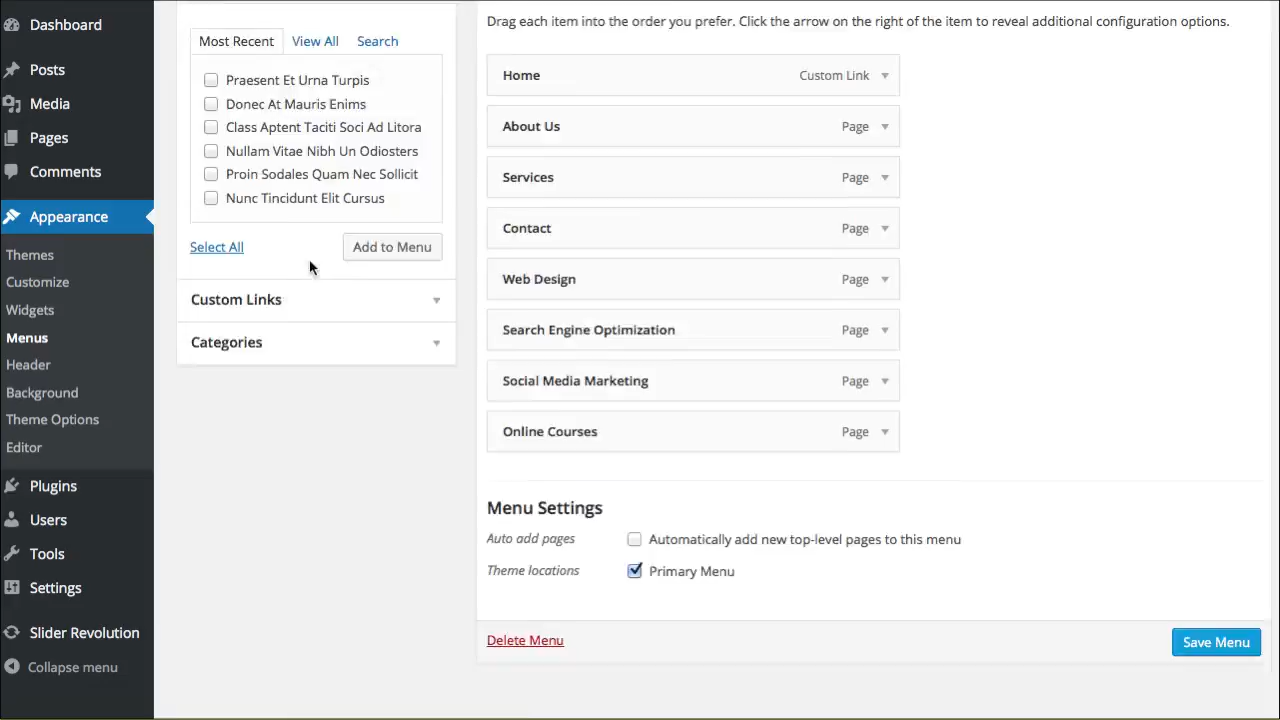 Dashboard
Posts
Media
Pages
Comments
Appearance
Themes
Customize
Widgets
Menus
Header
Background
Theme Options
Editor
Plugins
Users
Tools
Settings
Slider Revolution
Collapse menu
Most Recent View All Search
Praesent Et Urna Turpis
Donec At Mauris Enims
Class Aptent Taciti Soci Ad Litora
Nullam Vitae Nibh Un Odiosters
Proin Sodales Quam Nec Sollicit
Nunc Tincidunt Elit Cursus
Select All Add to Menu
Custom Links
Categories
Drag each item into the order you prefer. Click the arrow on the right of the item to reveal additional configuration options.
Home Custom Link
About Us Page
Services Page
Contact Page
Web Design Page
Search Engine Optimization Page
Social Media Marketing Page
Online Courses Page
Menu Settings
Auto add pages Automatically add new top-level pages to this menu
Theme locations Primary Menu
Delete Menu Save Menu